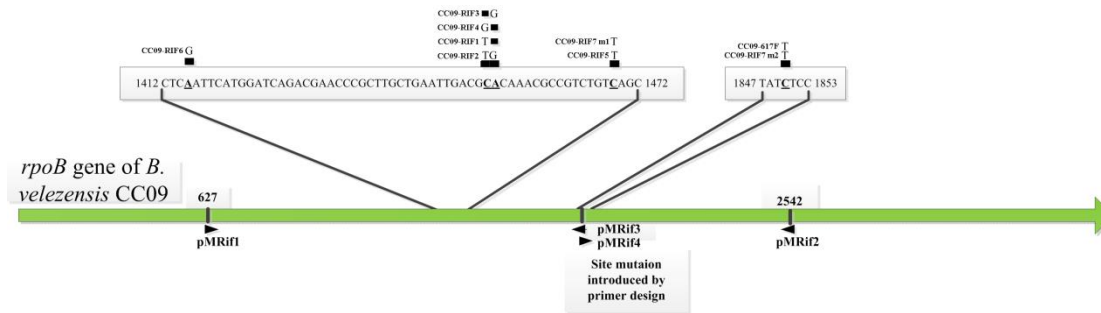 CC09-RIF3 G
CC09-RIF4 G
CC09-RIF1 T
CC09-RIF2 TG
CC09-RIF6 G
CC09-RIF7 m1 T
CC09-RIF5 T
CC09-617F T
CC09-RIF7 m2 T
1412 CTCAATTCATGGATCAGACGAACCCGCTTGCTGAATTGACGCACAAACGCCGTCTGTCAGC 1472
1847 TATCTCC 1853
rpoB gene of B.
velezensis CC09
627
2542
pMRif1
pMRif3
pMRif4
pMRif2
Site mutaion
introduced by
primer design